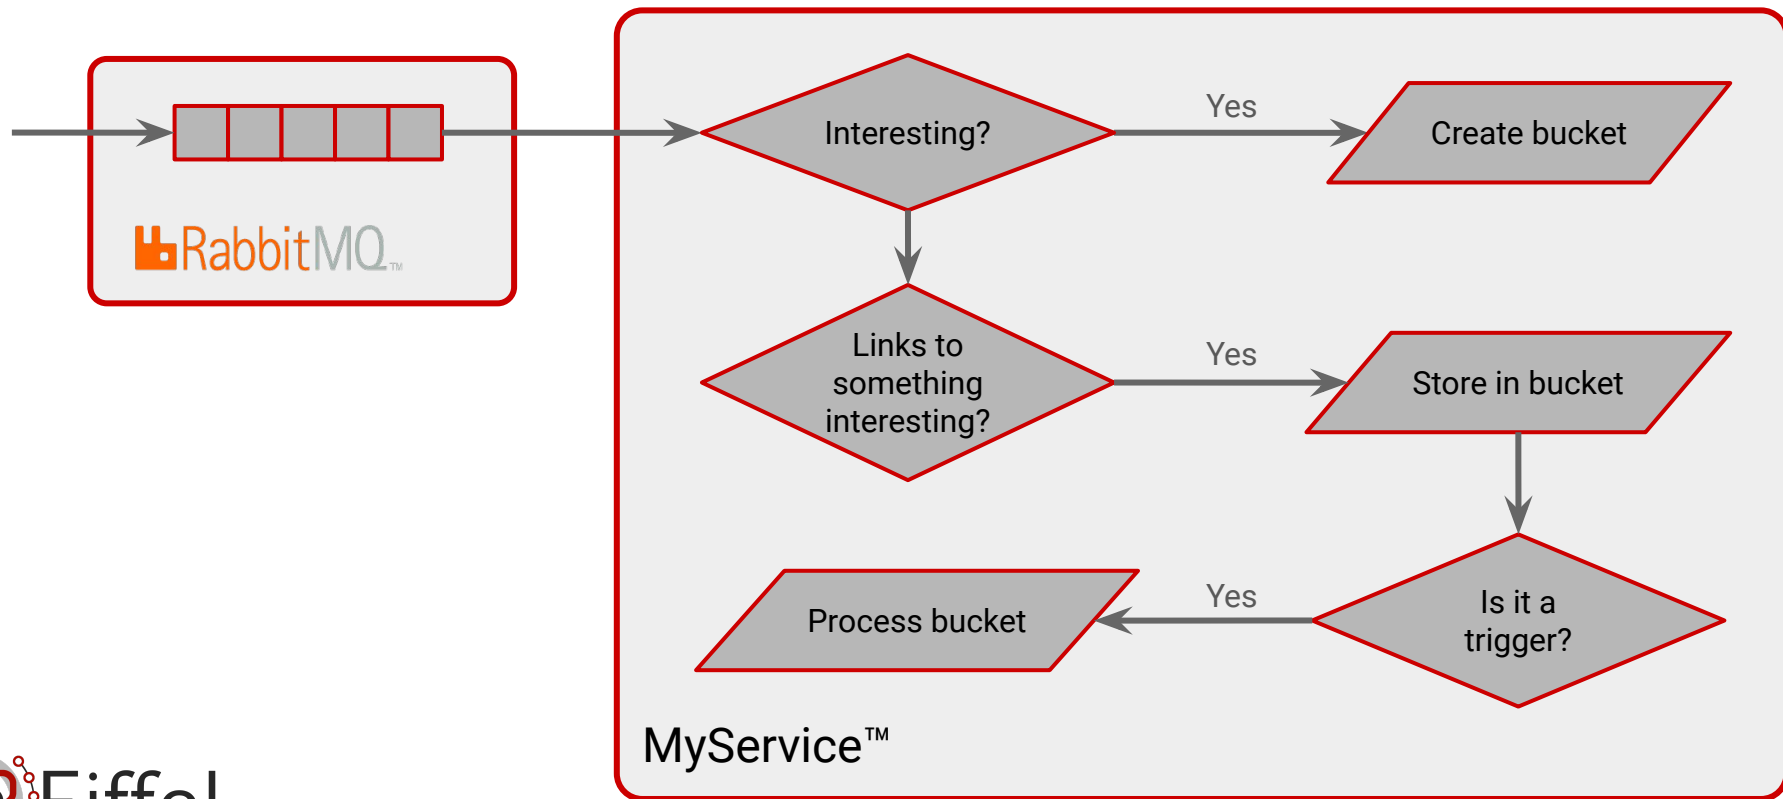 Interesting?
Yes
Create bucket
RabbitMQ™
Links to
something
interesting?
Yes
Store in bucket
Process bucket
Yes
Is it a
trigger?
MyService™
Eiffel